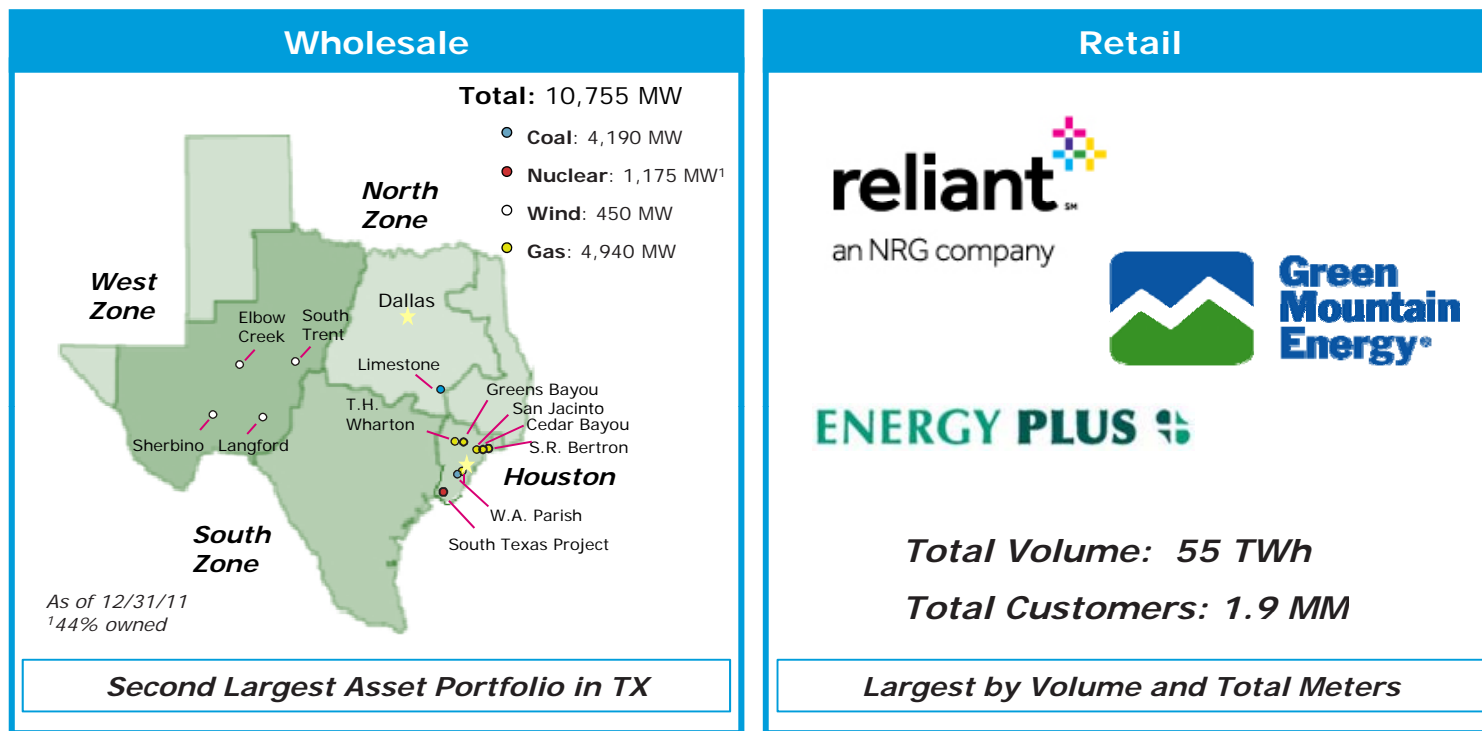 Wholesale
Total: 10,755 MW
Coal: 4,190 MW
Nuclear: 1,175 MW¹
Wind: 450 MW
Gas: 4,940 MW
North
Zone
West
Zone
Dallas
Elbow
Creek
South
Trent
Limestone
Greens Bayou
San Jacinto
Cedar Bayou
S.R. Bertron
T.H.
Wharton
Sherbino
Langford
Houston
W.A. Parish
South Texas Project
South
Zone
As of 12/31/11
¹44% owned
Second Largest Asset Portfolio in TX
Retail
reliant SM
an NRG company
Green
Mountain
Energy®
ENERGY PLUS
Total Volume: 55 TWh
Total Customers: 1.9 MM
Largest by Volume and Total Meters